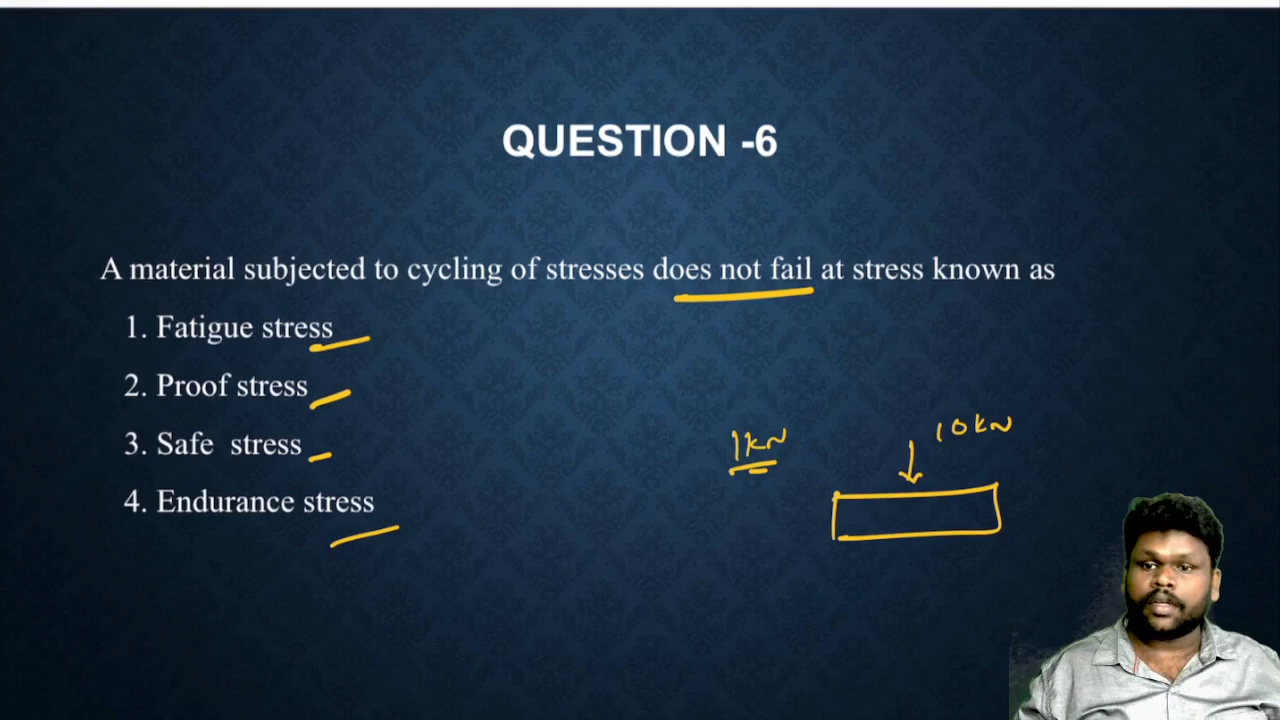 QUESTION -6
A material subjected to cycling of stresses does not fail at stress known as
1. Fatigue stress
2. Proof stress
3. Safe stress
4. Endurance stress
1kN
10kN